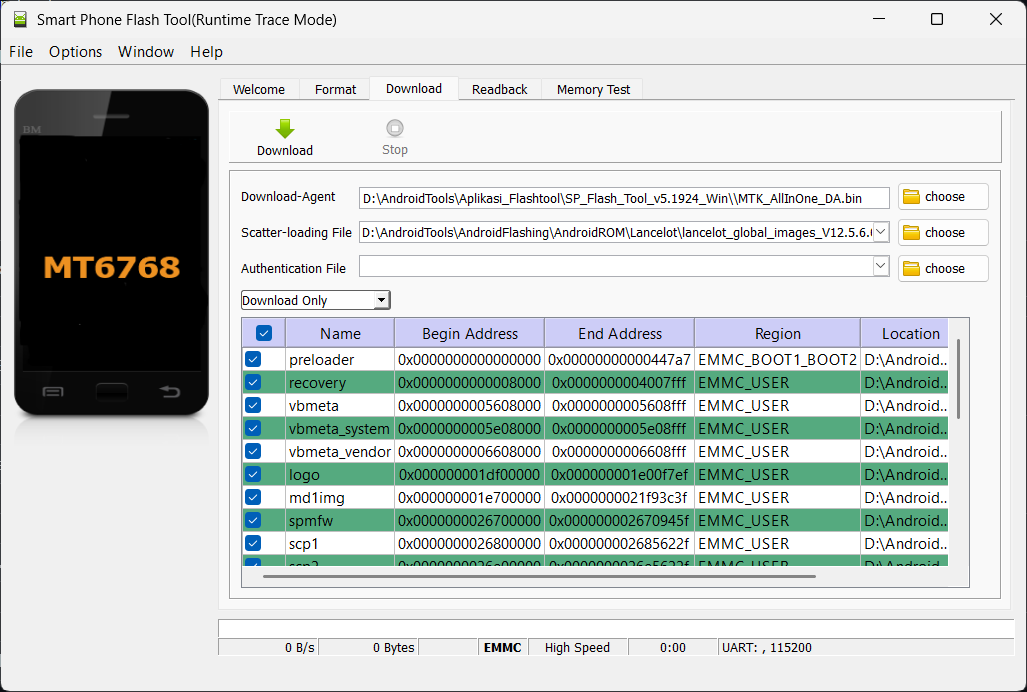 Smart Phone Flash Tool(Runtime Trace Mode)
File Options Window Help
Welcome Format Download Readback Memory Test
BM
Download Stop
MT6768
Download-Agent D:\AndroidTools\Aplikasi_Flashtool\SP_Flash_Tool_v5.1924_Win\\MTK_AllInOne_DA.bin choose
Scatter-loading File D:\AndroidTools\AndroidFlashing\AndroidROM\Lancelot\lancelot_global_images_V12.5.6. choose
Authentication File choose
Download Only
Name Begin Address End Address Region Location
preloader 0x0000000000000000 0x00000000000447a7 EMMC_BOOT1_BOOT2 D:\Android..
recovery 0x0000000000008000 0x0000000004007fff EMMC_USER D:\Android..
vbmeta 0x0000000005608000 0x0000000005608fff EMMC_USER D:\Android..
vbmeta_system 0x0000000005e08000 0x0000000005e08fff EMMC_USER D:\Android..
vbmeta_vendor 0x0000000006608000 0x0000000006608fff EMMC_USER D:\Android..
logo 0x000000001df00000 0x000000001e00f7ef EMMC_USER D:\Android..
md1img 0x000000001e700000 0x0000000021f93c3f EMMC_USER D:\Android..
spmfw 0x0000000026700000 0x000000002670945f EMMC_USER D:\Android..
scp1 0x0000000026800000 0x000000002685622f EMMC_USER D:\Android..
scp2 0x0000000026e00000 0x0000000026e5622f EMMC_USER D:\Android..
0 B/s 0 Bytes EMMC High Speed 0:00 UART: , 115200